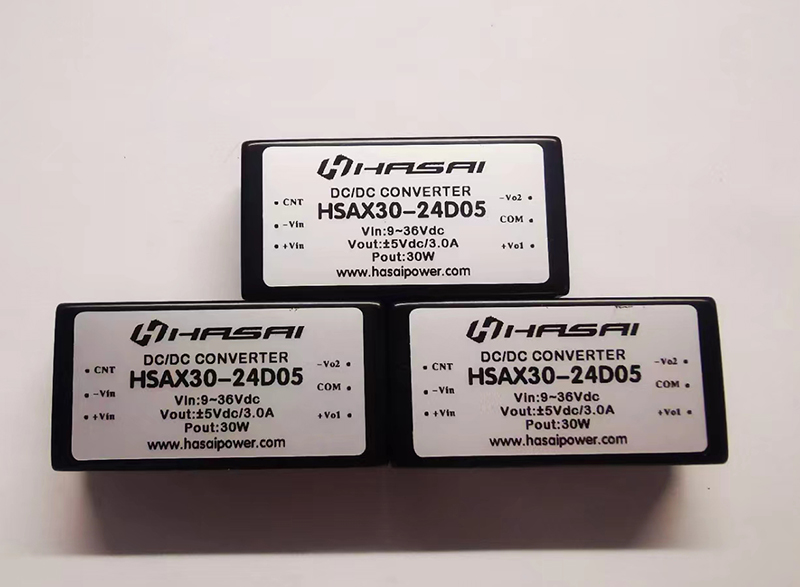 HASAI
DC/DC CONVERTER
HSAX30-24D05
Vin:9~36Vdc
Vout:±5Vdc/3.0A
Pout:30W
www.hasaipower.com
CNT
-Vin
+Vin
-Vo2
COM
+Vo1
HASAI
DC/DC CONVERTER
HSAX30-24D05
Vin:9~36Vdc
Vout:±5Vdc/3.0A
Pout:30W
www.hasaipower.com
CNT
-Vin
+Vin
-Vo2
COM
+Vo1
HASAI
DC/DC CONVERTER
HSAX30-24D05
Vin:9~36Vdc
Vout:±5Vdc/3.0A
Pout:30W
www.hasaipower.com
CNT
-Vin
+Vin
-Vo2
COM
+Vo1